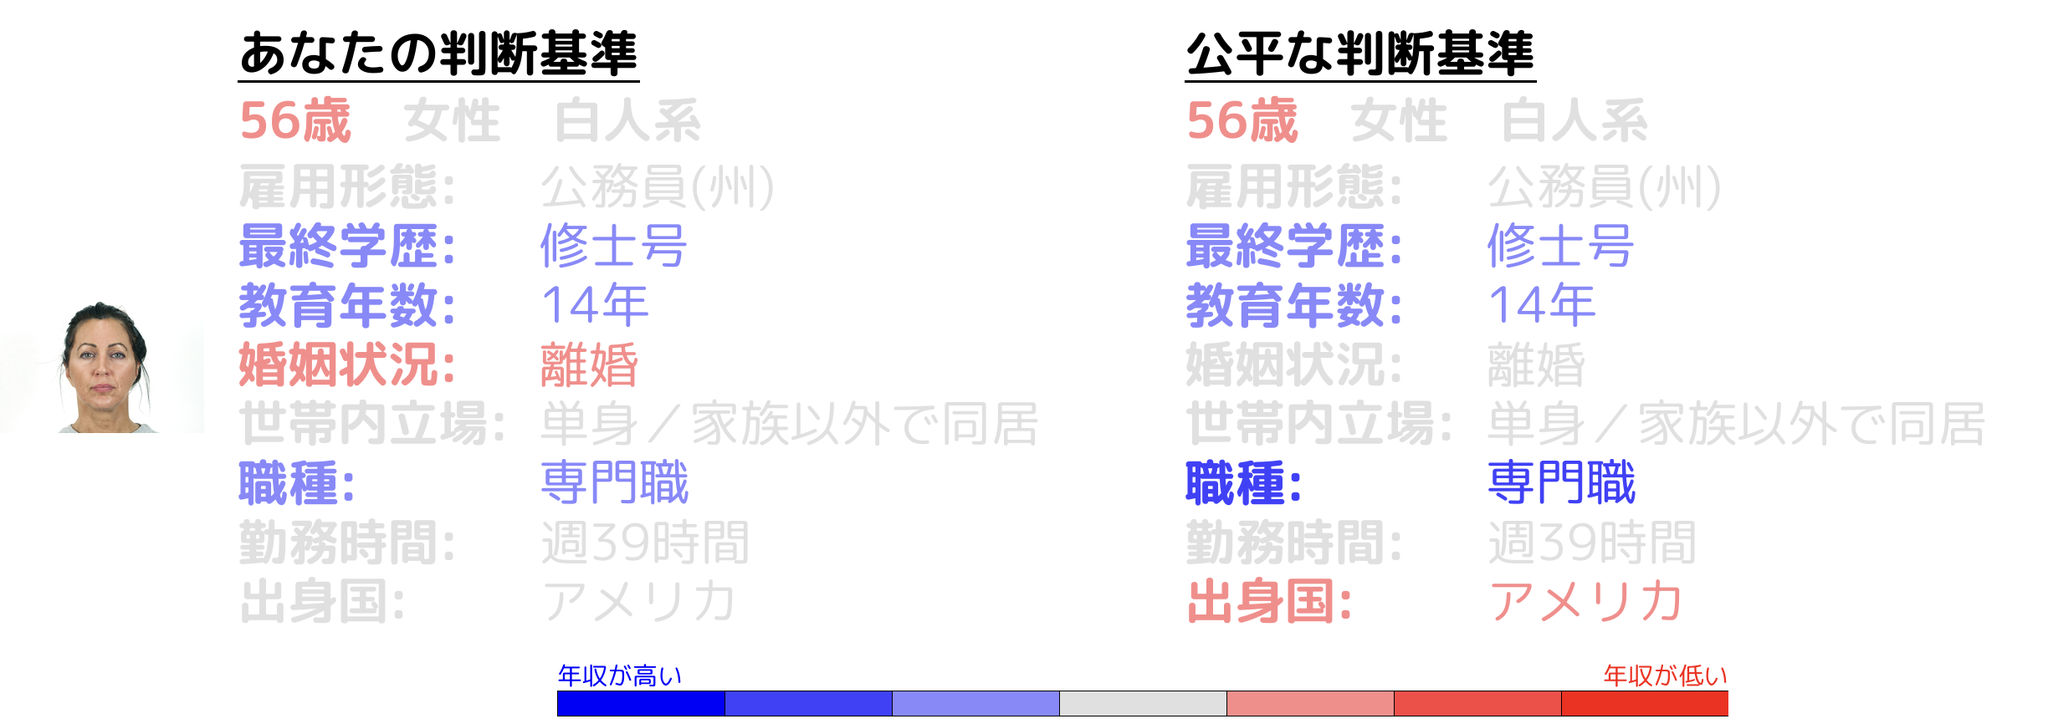 あなたの判断基準
56歳 女性 白人系
雇用形態: 公務員(州)
最終学歴: 修士号
教育年数: 14年
婚姻状況: 離婚
世帯内立場: 単身／家族以外で同居
職種: 専門職
勤務時間: 週39時間
出身国: アメリカ
公平な判断基準
56歳 女性 白人系
雇用形態: 公務員(州)
最終学歴: 修士号
教育年数: 14年
婚姻状況: 離婚
世帯内立場: 単身／家族以外で同居
職種: 専門職
勤務時間: 週39時間
出身国: アメリカ
年収が高い
年収が低い